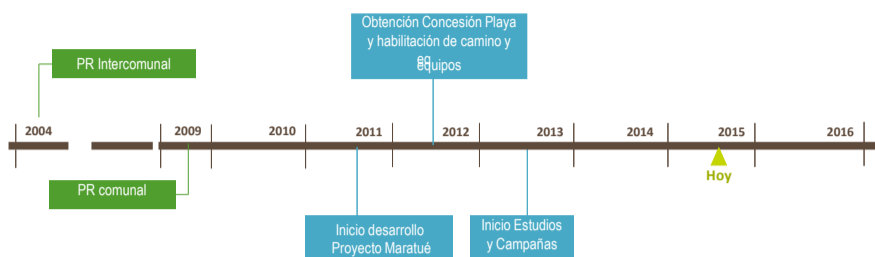 Obtención Concesión Playa
y habilitación de camino y
eq
equipos
PR Intercomunal
2004
2009
2010
2011
2012
2013
2014
2015
2016
Hoy
PR comunal
Inicio desarrollo
Proyecto Maratué
Inicio Estudios
y Campañas